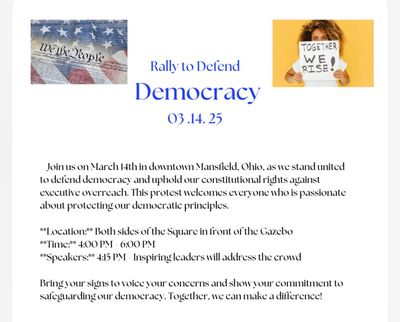 We the People
TOGETHER
WE
RISE!
Rally to Defend
Democracy
03 .14. 25
Join us on March 14th in downtown Mansfield, Ohio, as we stand united
to defend democracy and uphold our constitutional rights against
executive overreach. This protest welcomes everyone who is passionate
about protecting our democratic principles.
**Location:** Both sides of the Square in front of the Gazebo
**Time:** 4:00 PM - 6:00 PM
**Speakers:** 4:15 PM - Inspiring leaders will address the crowd
Bring your signs to voice your concerns and show your commitment to
safeguarding our democracy. Together, we can make a difference!